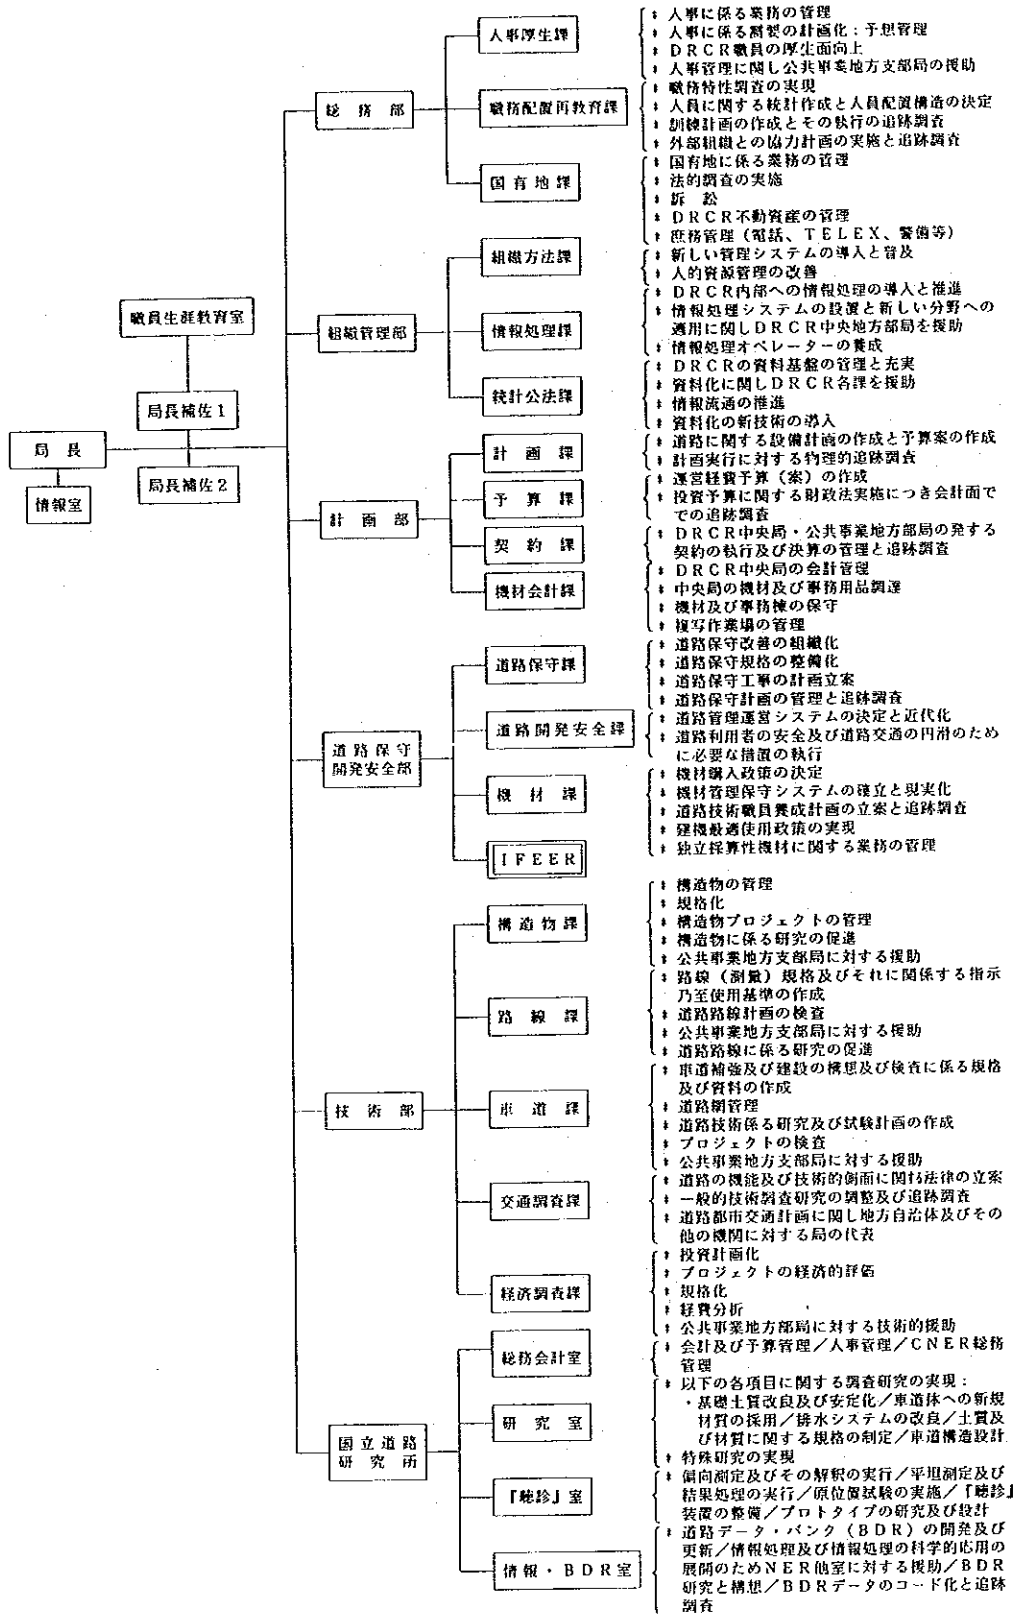 職員生涯教育室
局長補佐1
局長
局長補佐2
情報室
総務部
人事厚生課
* 人事に係る業務の管理
* 人事に係る予想管理
* DRCR職員の厚生面向上
* 人事管理に関し公共事業地方支部局の援助
職務配置再教育課
* 職務特性調査の実現
* 人員に関する統計作成と人員配置構造の決定
* 訓練計画の作成とその執行の追跡調査
* 外部組織との協力計画の実施と追跡調査
国有地課
* 国有地に係る業務の管理
* 法的調査の実施
* 訴訟
* DRCR不動資産の管理
* 庶務管理(電話、TELEX、警備等)
組織管理部
組織方法課
* 新しい管理システムの導入と普及
* 人的資源管理の改善
情報処理課
* DRCR内部への情報処理の導入と推進
* 情報処理システムの設置と新しい分野への
適用に関しDRCR中央地方部局を援助
* 情報処理オペレーターの養成
統計公法課
* DRCRの資料基盤の管理と充実
* 資料化に関しDRCR各課を援助
* 情報流通の推進
* 資料化の新技術の導入
計画部
計画課
* 道路に関する設備計画の作成と予算案の作成
* 計画実行に対する物理的追跡調査
予算課
* 運営経費予算(案)の作成
* 投資予算に関する財政法実施につき会計面で
での追跡調査
契約課
* DRCR中央局・公共事業地方部局の発する
契約の執行及び決算の管理と追跡調査
機材会計課
* DRCR中央局の会計管理
* 中央局の機材及び事務用品調達
* 機材及び事務棟の保守
* 複写作業場の管理
道路保守
開発安全部
道路保守課
* 道路保守改善の組織化
* 道路保守規格の整備化
* 道路保守工事の計画立案
* 道路保守計画の管理と追跡調査
道路開発安全課
* 道路管理運営システムの決定と近代化
* 道路利用者の安全及び道路交通の円滑のため
に必要な措置の執行
機材課
* 機材購入政策の決定
* 機材管理保守システムの確立と現実化
* 道路技術職員養成計画の立案と追跡調査
* 建機最適使用政策の実現
* 独立採算性機材に関する業務の管理
IFEER
技術部
構造物課
* 構造物の管理
* 規格化
* 構造物プロジェクトの管理
* 構造物に係る研究の促進
* 公共事業地方支部局に対する援助
路線課
* 路線(測量)規格及びそれに関係する指示
乃至使用基準の作成
* 道路路線計画の検査
* 公共事業地方支部局に対する援助
* 道路路線に係る研究の促進
車道課
* 車道補強及び建設の構想及び検査に係る規格
及び資料の作成
* 道路網管理
* 道路技術係る研究及び試験計画の作成
* プロジェクトの検査
* 公共事業地方支部局に対する援助
交通調査課
* 道路の機能及び技術的側面に関る法律の立案
* 一般的技術調査研究の調整及び追跡調査
* 道路都市交通計画に関し地方自治体及びその
他の機関に対する局の代表
経済調査課
* 投資計画化
* プロジェクトの経済的評価
* 規格化
* 経費分析
* 公共事業地方部局に対する技術的援助
国立道路
研究所
総務会計室
* 会計及び予算管理/人事管理/CNER総務
管理
研究室
* 以下の各項目に関する調査研究の実現:
・基礎土質改良及び安定化/車道体への新規
材質の採用/排水システムの改良/土質及
び材質に関する規格の制定/車道構造設計
* 特殊研究の実現
『聴診』室
* 偏向測定及びその解釈の実行/平坦測定及び
結果処理の実行/原位置試験の実施/『聴診』
装置の整備/プロトタイプの研究及び設計
情報・BDR室
* 道路データ・バンク(BDR)の開発及び
更新/情報処理及び情報処理の科学的応用の
展開のためNER他室に対する援助/BDR
研究と構想/BDRデータのコード化と追跡
調査